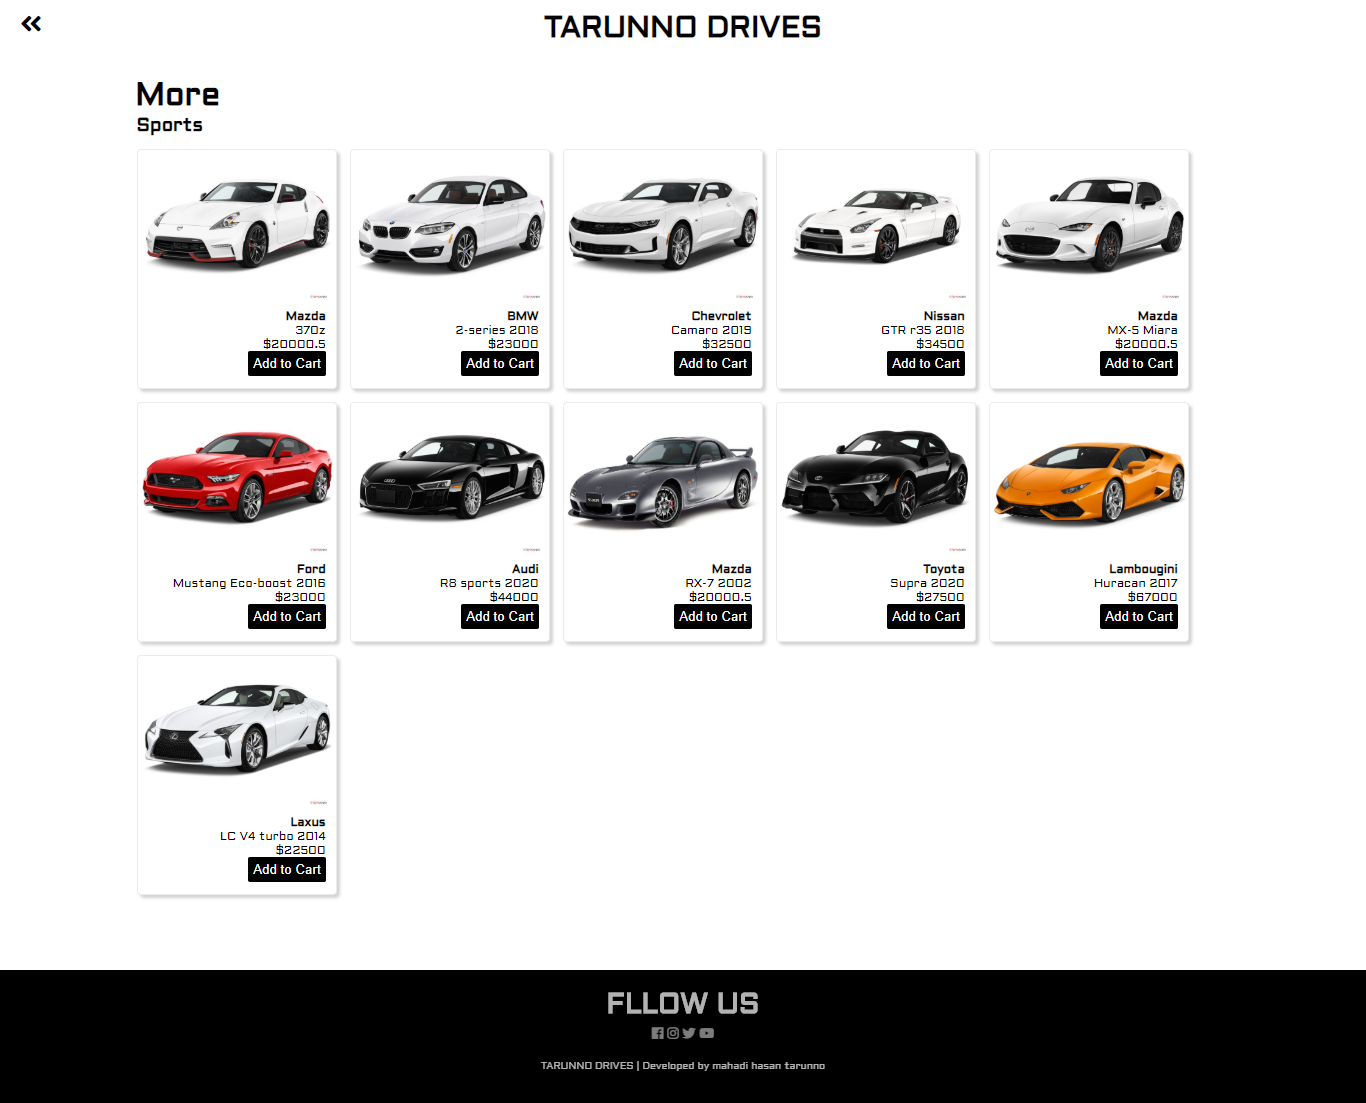 TARUNNO DRIVES
More
Sports
Mazda
370z
$20000.5
Add to Cart
BMW
2-series 2018
$23000
Add to Cart
Chevrolet
Camaro 2019
$32500
Add to Cart
Nissan
GTR r35 2018
$34500
Add to Cart
Mazda
MX-5 Miara
$20000.5
Add to Cart
Ford
Mustang Eco-boost 2016
$23000
Add to Cart
Audi
R8 sports 2020
$44000
Add to Cart
Mazda
RX-7 2002
$20000.5
Add to Cart
Toyota
Supra 2020
$27500
Add to Cart
Lambougini
Huracan 2017
$67000
Add to Cart
Laxus
LC V4 turbo 2014
$22500
Add to Cart
FLLOW US
TARUNNO DRIVES | Developed by mahadi hasan tarunno